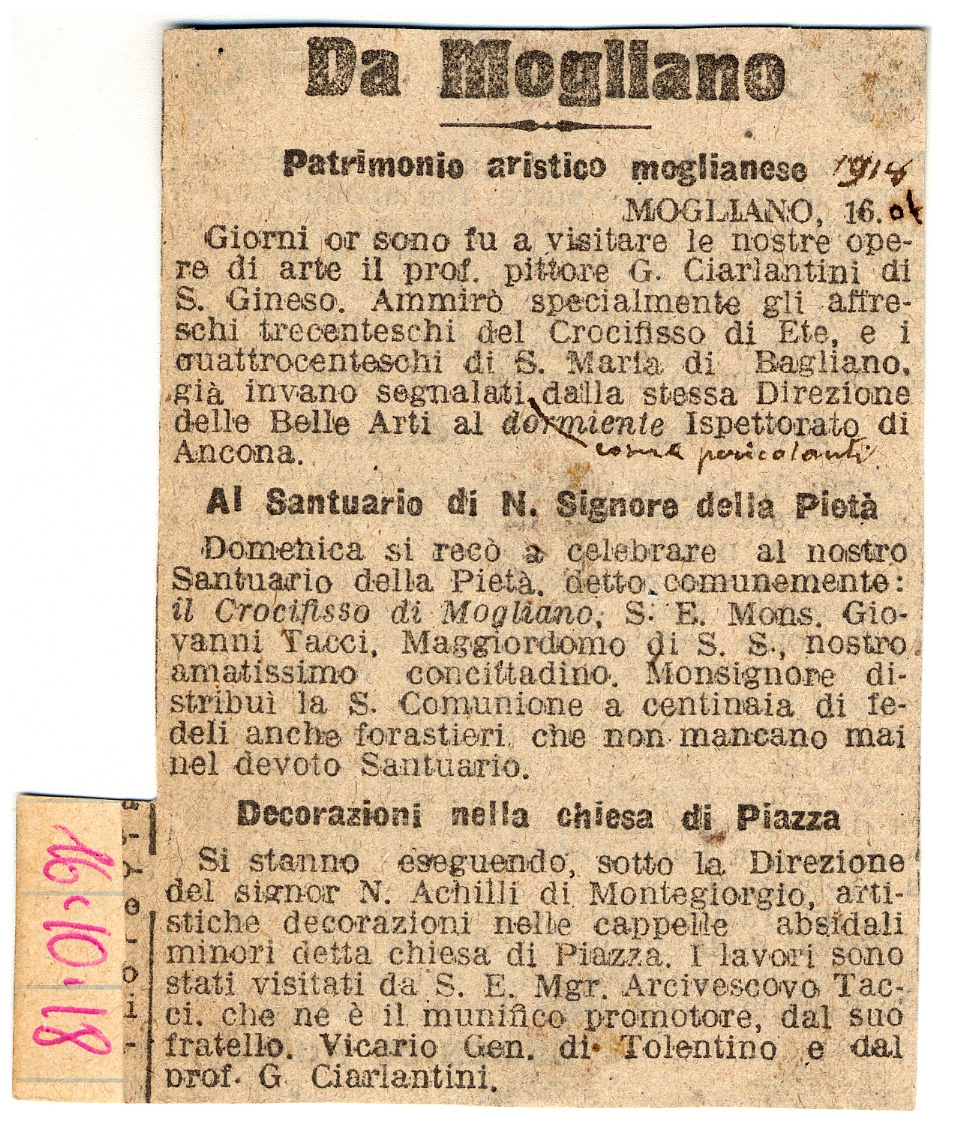 Da Mogliano
Patrimonio aristico moglianese 1918
MOGLIANO, 16.
Giorni or sono fu a visitare le nostre ope-
re di arte il prof. pittore G. Ciarlantini di
S. Gineso. Ammirò specialmente gli affre-
schi trecenteschi del Crocifisso di Ete, e i
quattrocenteschi di S. Maria di Bagliano,
già invano segnalati dalla stessa Direzione
delle Belle Arti al dormiente Ispettorato di
come pericolanti
Ancona.
Al Santuario di N. Signore della Pietà
Domenica si recò a celebrare al nostro
Santuario della Pietà, detto comunemente:
il Crocifisso di Mogliano, S. E. Mons. Gio-
vanni Tacci, Maggiordomo di S. S., nostro
amatissimo concittadino. Monsignore di-
stribuì la S. Comunione a centinaia di fe-
deli anche forastieri, che non mancano mai
nel devoto Santuario.
Decorazioni nella chiesa di Piazza
Si stanno eseguendo, sotto la Direzione
del signor N. Achilli di Montegiorgio, arti-
stiche decorazioni nelle cappelle absidali
minori detta chiesa di Piazza. I lavori sono
stati visitati da S. E. Mgr. Arcivescovo Tac-
ci, che ne è il munifico promotore, dal suo
fratello, Vicario Gen. di Tolentino e dal
prof. G Ciarlantini.
16-10-18